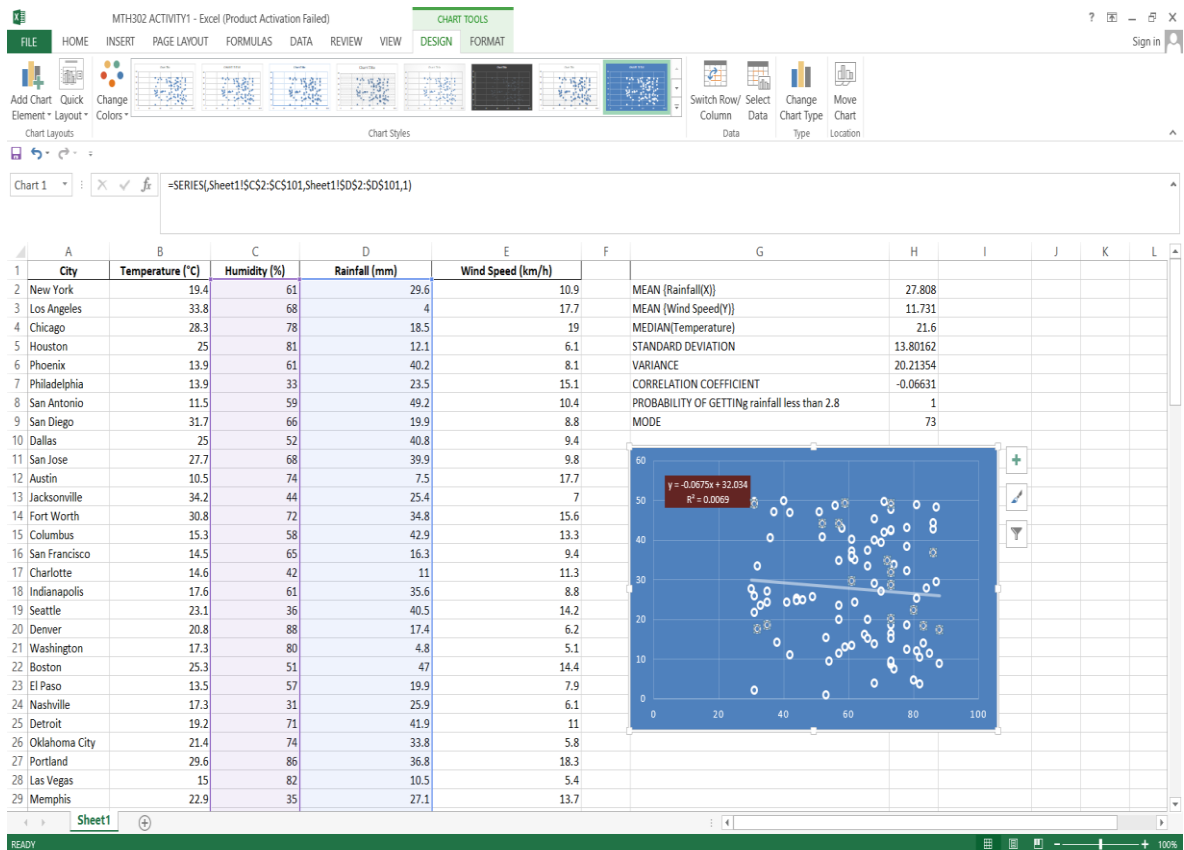 MTH302 ACTIVITY1 - Excel (Product Activation Failed)
CHART TOOLS
?
FILE HOME INSERT PAGE LAYOUT FORMULAS DATA REVIEW VIEW DESIGN FORMAT Sign in
Add Chart Element Quick Layout Change Colors Switch Row/ Column Select Data Change Chart Type Move Chart
Chart Layouts Chart Styles Data Type Location
Chart 1 fx =SERIES(,Sheet1!$C$2:$C$101,Sheet1!$D$2:$D$101,1)
A B C D E F G H I J K L
1 City Temperature (°C) Humidity (%) Rainfall (mm) Wind Speed (km/h)
2 New York 19.4 61 29.6 10.9 MEAN {Rainfall(X)} 27.808
3 Los Angeles 33.8 68 4 17.7 MEAN {Wind Speed(Y)} 11.731
4 Chicago 28.3 78 18.5 19 MEDIAN(Temperature) 21.6
5 Houston 25 81 12.1 6.1 STANDARD DEVIATION 13.80162
6 Phoenix 13.9 61 40.2 8.1 VARIANCE 20.21354
7 Philadelphia 13.9 33 23.5 15.1 CORRELATION COEFFICIENT -0.06631
8 San Antonio 11.5 59 49.2 10.4 PROBABILITY OF GETTINg rainfall less than 2.8 1
9 San Diego 31.7 66 19.9 8.8 MODE 73
10 Dallas 25 52 40.8 9.4
11 San Jose 27.7 68 39.9 9.8
12 Austin 10.5 74 7.5 17.7
13 Jacksonville 34.2 44 25.4 7
14 Fort Worth 30.8 72 34.8 15.6
15 Columbus 15.3 58 42.9 13.3
16 San Francisco 14.5 65 16.3 9.4
17 Charlotte 14.6 42 11 11.3
18 Indianapolis 17.6 61 35.6 8.8
19 Seattle 23.1 36 40.5 14.2
20 Denver 20.8 88 17.4 6.2
21 Washington 17.3 80 4.8 5.1
22 Boston 25.3 51 47 14.4
23 El Paso 13.5 57 19.9 7.9
24 Nashville 17.3 31 25.9 6.1
25 Detroit 19.2 71 41.9 11
26 Oklahoma City 21.4 74 33.8 5.8
27 Portland 29.6 86 36.8 18.3
28 Las Vegas 15 82 10.5 5.4
29 Memphis 22.9 35 27.1 13.7
60
y = -0.0675x + 32.034
R² = 0.0069
50
40
30
20
10
0
0 20 40 60 80 100
Sheet1
READY 100%